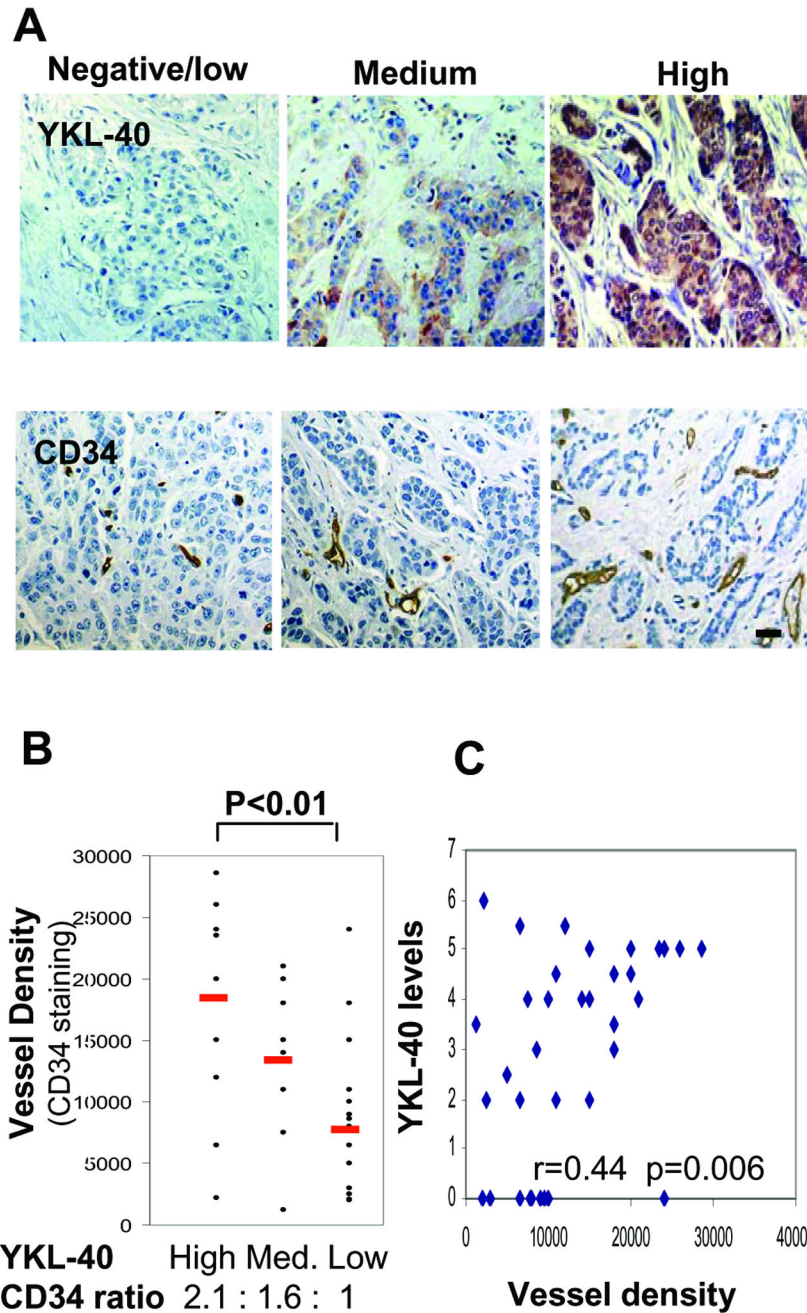 A
Negative/low Medium High
YKL-40
CD34
B
P<0.01
Vessel Density
(CD34 staining)
30000
25000
20000
15000
10000
5000
0
YKL-40 High Med. Low
CD34 ratio 2.1 : 1.6 : 1
C
YKL-40 levels
7
6
5
4
3
2
1
0
r=0.44 p=0.006
0 10000 20000 30000 4000
Vessel density